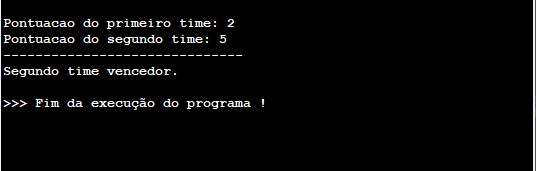 Pontuacao do primeiro time: 2
Pontuacao do segundo time: 5
------------------------------
Segundo time vencedor.
>>> Fim da execução do programa !